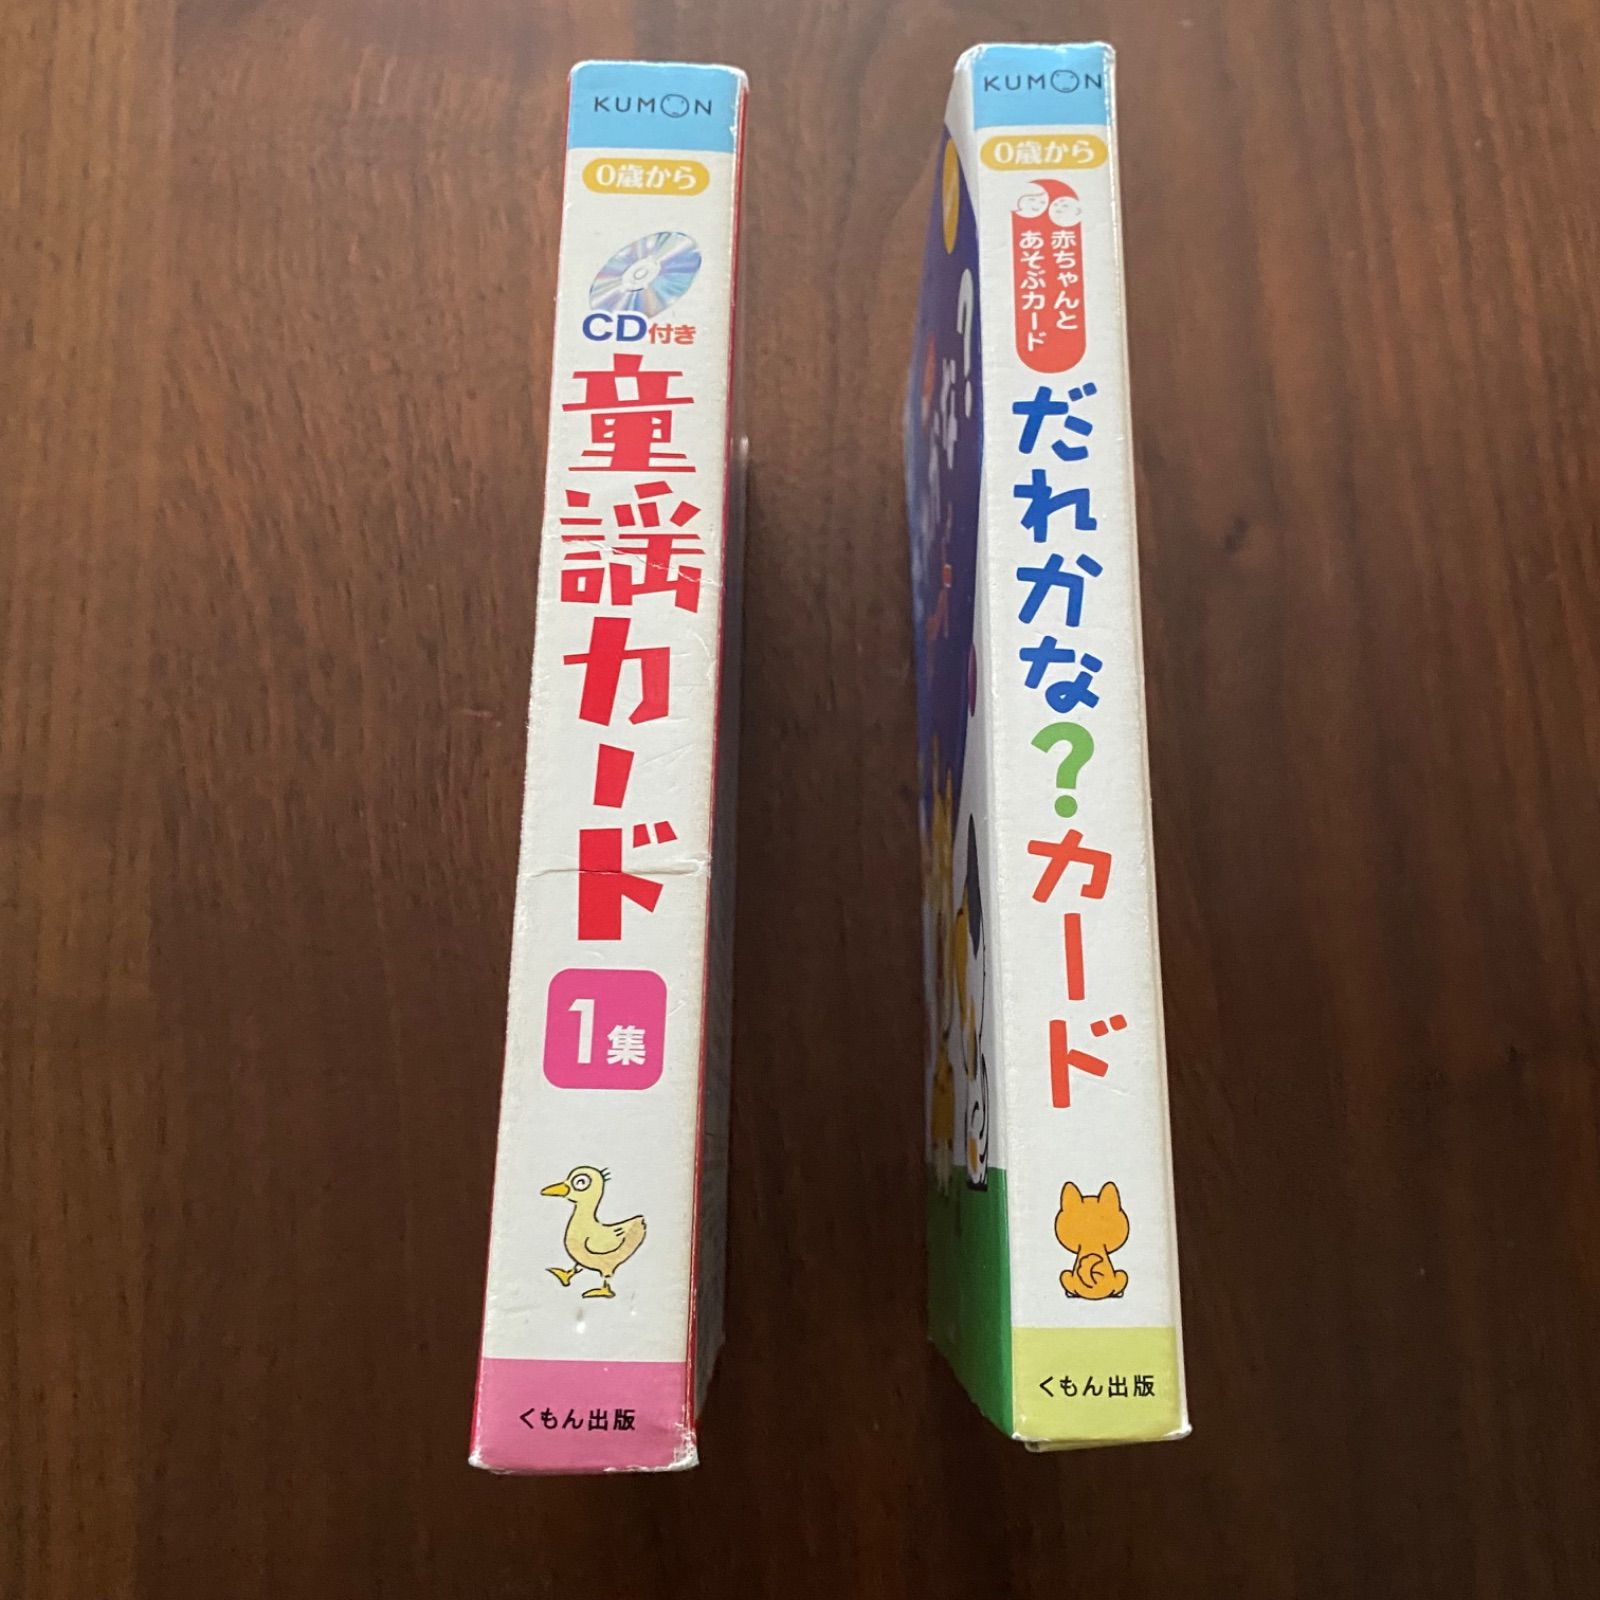 KUMON
0歳から
CD付き
童謡カード
1集
くもん出版
KUMON
0歳から
赤ちゃんと
あそぶカード
だれかな?カード
くもん出版